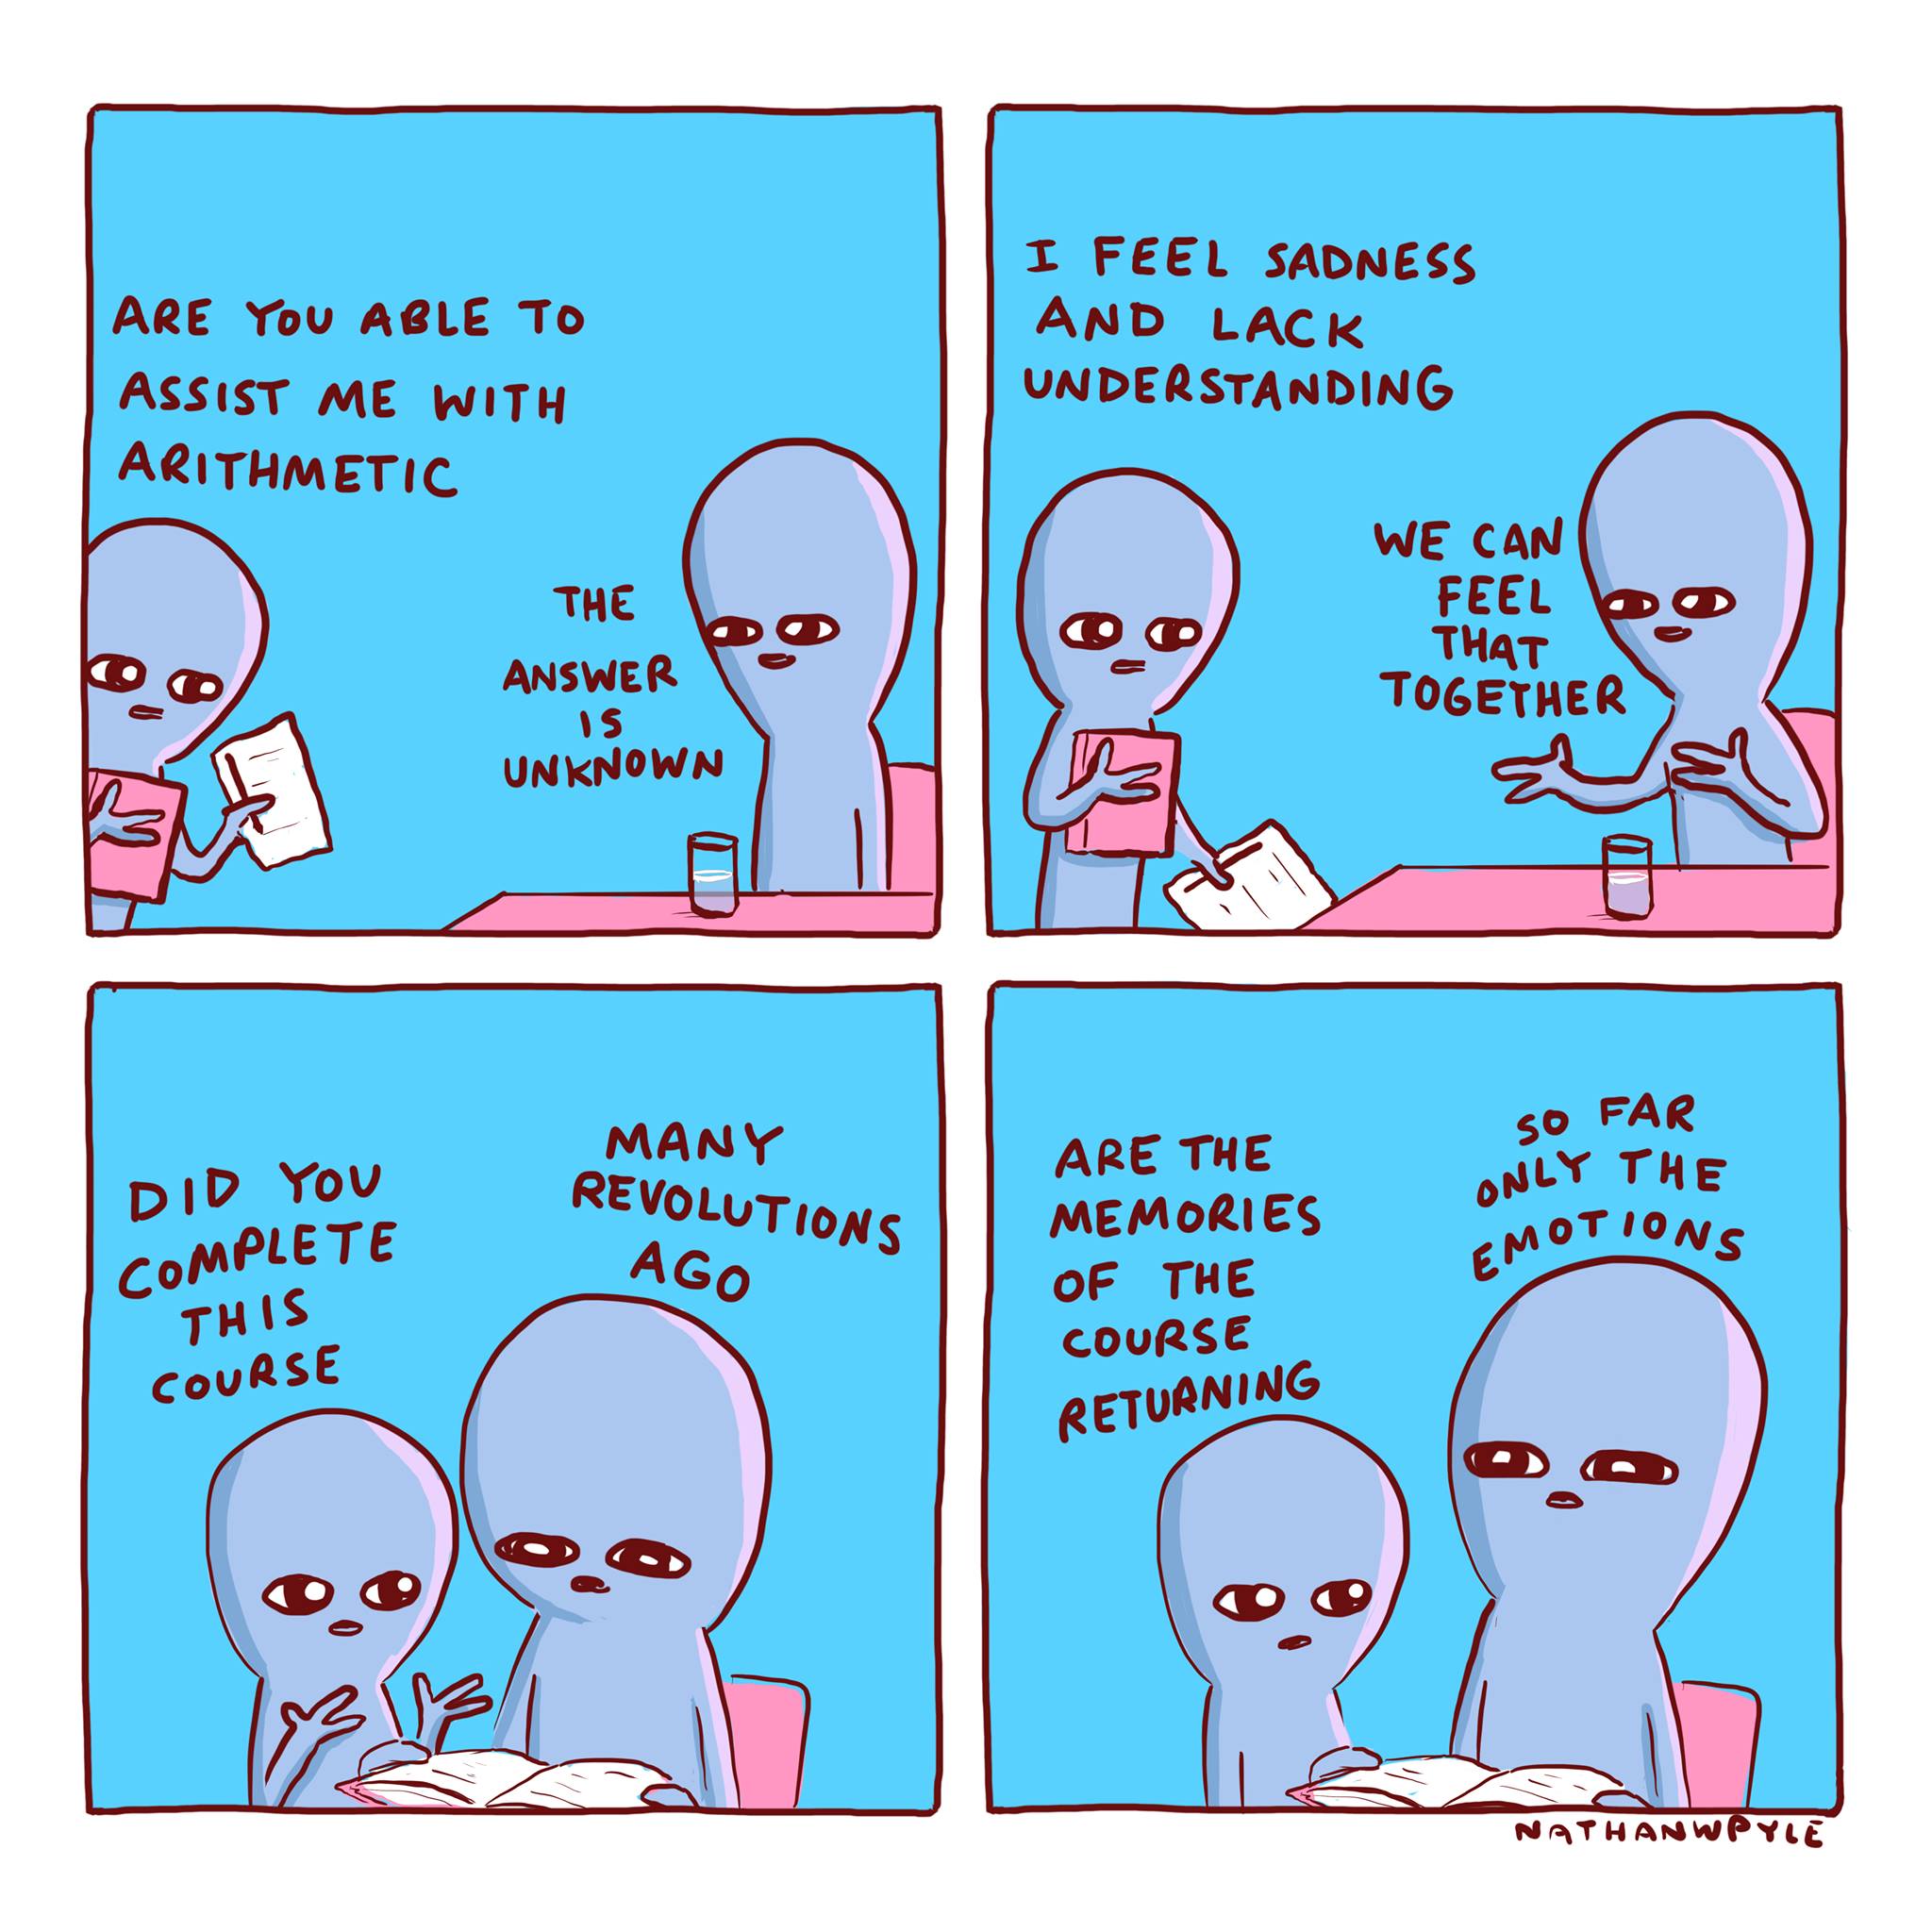 ARE YOU ABLE TO
ASSIST ME WITH
ARITHMETIC
THE
ANSWER
IS
UNKNOWN
I FEEL SADNESS
AND LACK
UNDERSTANDING
WE CAN
FEEL
THAT
TOGETHER
DID YOU
COMPLETE
THIS
COURSE
MANY
REVOLUTIONS
AGO
ARE THE
MEMORIES
OF THE
COURSE
RETURNING
SO FAR
ONLY THE
EMOTIONS
NATHANWPYLE